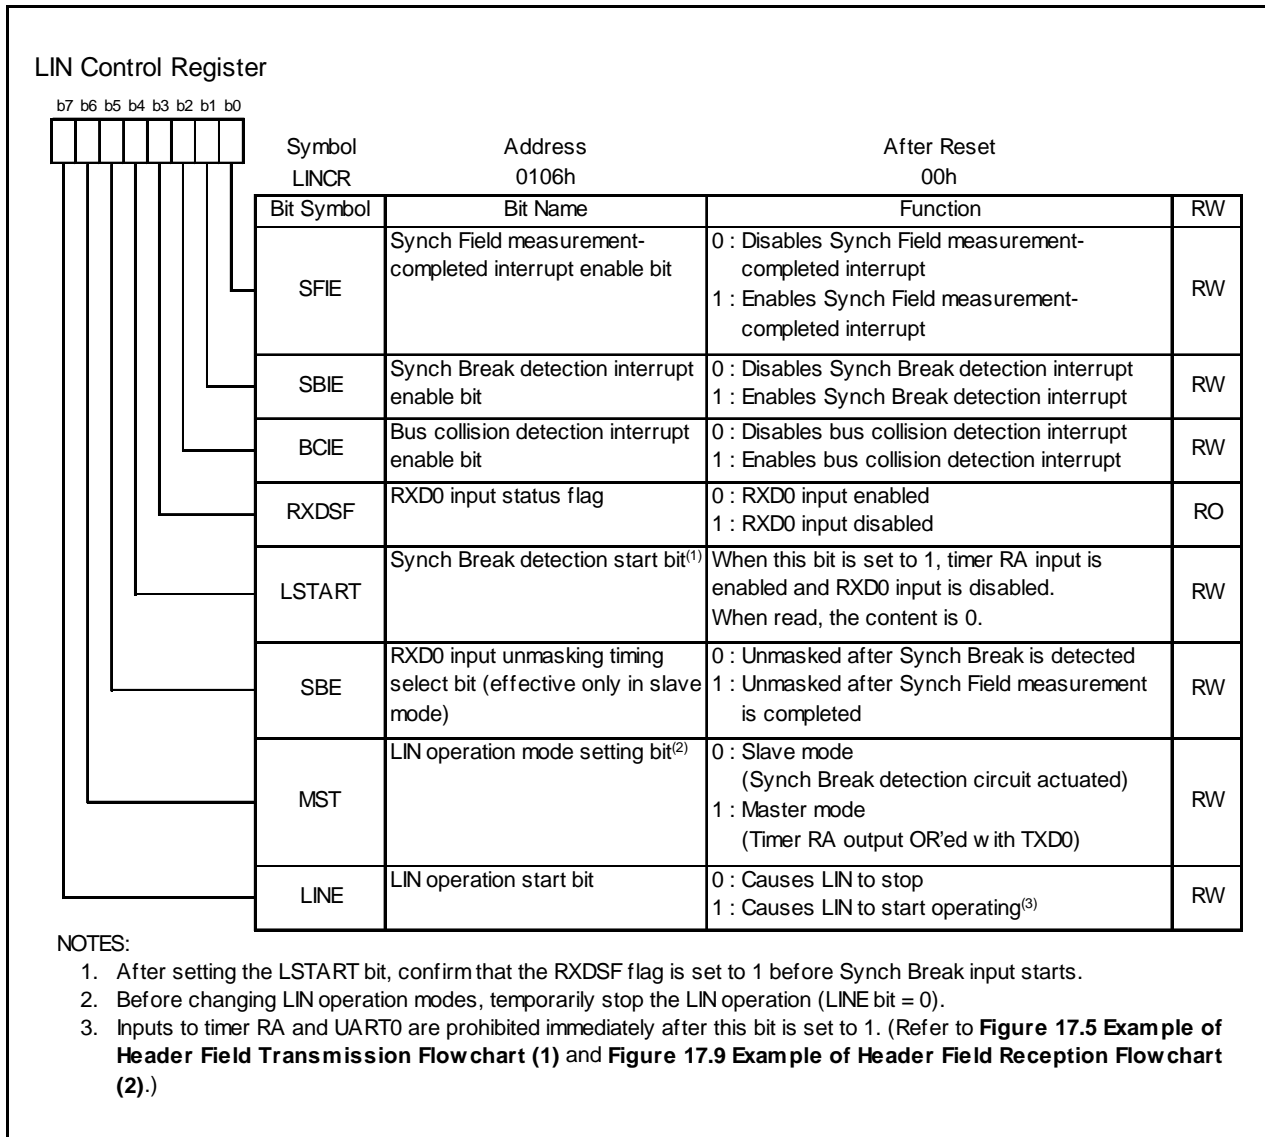 LIN Control Register
b7 b6 b5 b4 b3 b2 b1 b0
Symbol Address After Reset
LINCR 0106h 00h
Bit Symbol Bit Name Function RW
SFIE
Synch Field measurement-
completed interrupt enable bit
0 : Disables Synch Field measurement-
completed interrupt
1 : Enables Synch Field measurement-
completed interrupt
RW
SBIE
Synch Break detection interrupt
enable bit
0 : Disables Synch Break detection interrupt
1 : Enables Synch Break detection interrupt
RW
BCIE
Bus collision detection interrupt
enable bit
0 : Disables bus collision detection interrupt
1 : Enables bus collision detection interrupt
RW
RXDSF
RXD0 input status flag
0 : RXD0 input enabled
1 : RXD0 input disabled
RO
LSTART
Synch Break detection start bit(1)
When this bit is set to 1, timer RA input is
enabled and RXD0 input is disabled.
When read, the content is 0.
RW
SBE
RXD0 input unmasking timing
select bit (effective only in slave
mode)
0 : Unmasked after Synch Break is detected
1 : Unmasked after Synch Field measurement
is completed
RW
MST
LIN operation mode setting bit(2)
0 : Slave mode
(Synch Break detection circuit actuated)
1 : Master mode
(Timer RA output OR'ed with TXD0)
RW
LINE
LIN operation start bit
0 : Causes LIN to stop
1 : Causes LIN to start operating(3)
RW
NOTES:
1. After setting the LSTART bit, confirm that the RXDSF flag is set to 1 before Synch Break input starts.
2. Before changing LIN operation modes, temporarily stop the LIN operation (LINE bit = 0).
3. Inputs to timer RA and UART0 are prohibited immediately after this bit is set to 1. (Refer to Figure 17.5 Example of
Header Field Transmission Flowchart (1) and Figure 17.9 Example of Header Field Reception Flowchart
(2).)